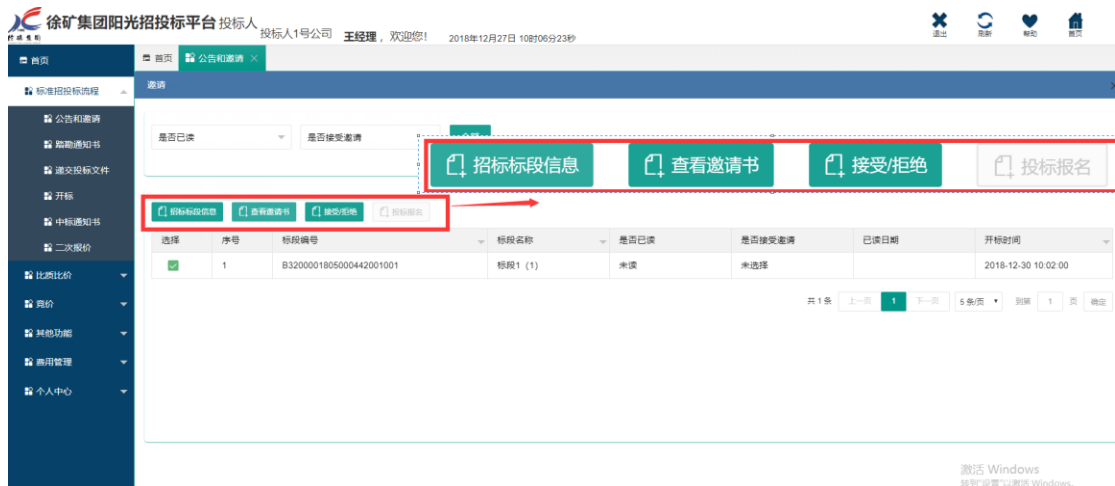 徐矿集团阳光招投标平台 投标人 投标人1号公司 王经理，欢迎您! 2018年12月27日 10时06分23秒
退出 刷新 帮助 首页
首页
首页 公告和邀请 ×
标准招投标流程
邀请
公告和邀请
踏勘通知书
递交投标文件
开标
中标通知书
二次报价
比质比价
竞价
其他功能
费用管理
个人中心
是否已读 是否接受邀请
招标标段信息 查看邀请书 接受/拒绝 投标报名
招标标段信息 查看邀请书 接受/拒绝 投标报名
选择 序号 标段编号 标段名称 是否已读 是否接受邀请 已读日期 开标时间
1 B3200001805000442001001 标段1 (1) 未读 未选择 2018-12-30 10:02:00
共 1 条 上一页 1 下一页 5 条/页 到第 1 页 确定
激活 Windows
转到"设置"以激活 Windows。